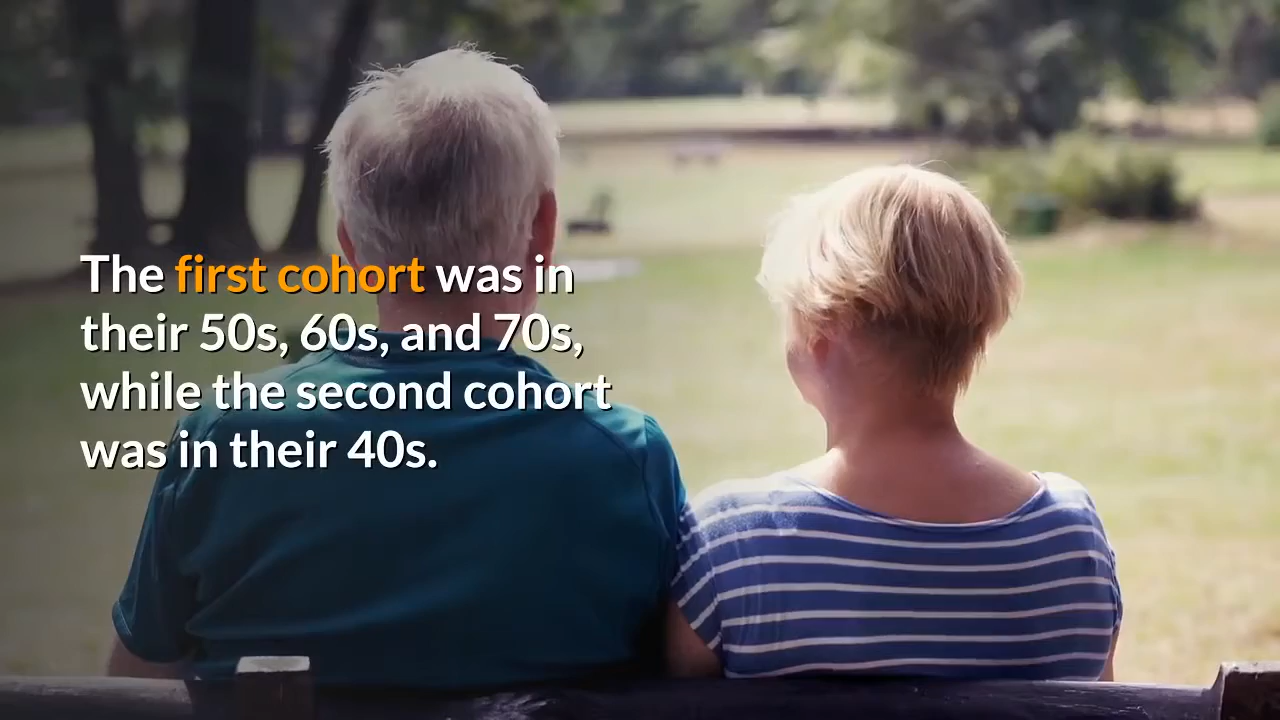 The first cohort was in
their 50s, 60s, and 70s,
while the second cohort
was in their 40s.